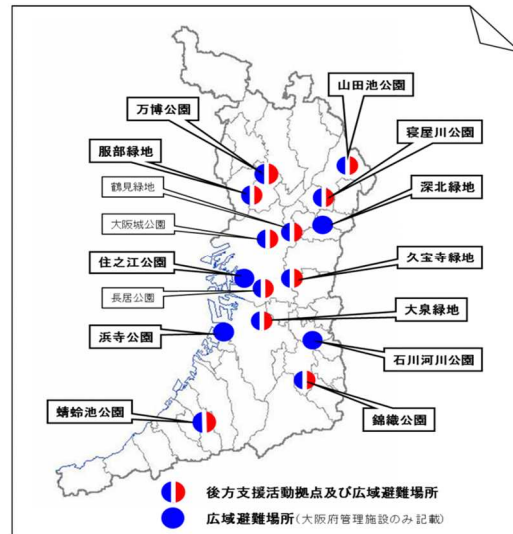 山田池公園
万博公園
寝屋川公園
服部緑地
鶴見緑地
深北緑地
大阪城公園
住之江公園
久宝寺緑地
長居公園
大泉緑地
浜寺公園
石川河川公園
蜻蛉池公園
錦織公園
後方支援活動拠点及び広域避難場所
広域避難場所(大阪府管理施設のみ記載)